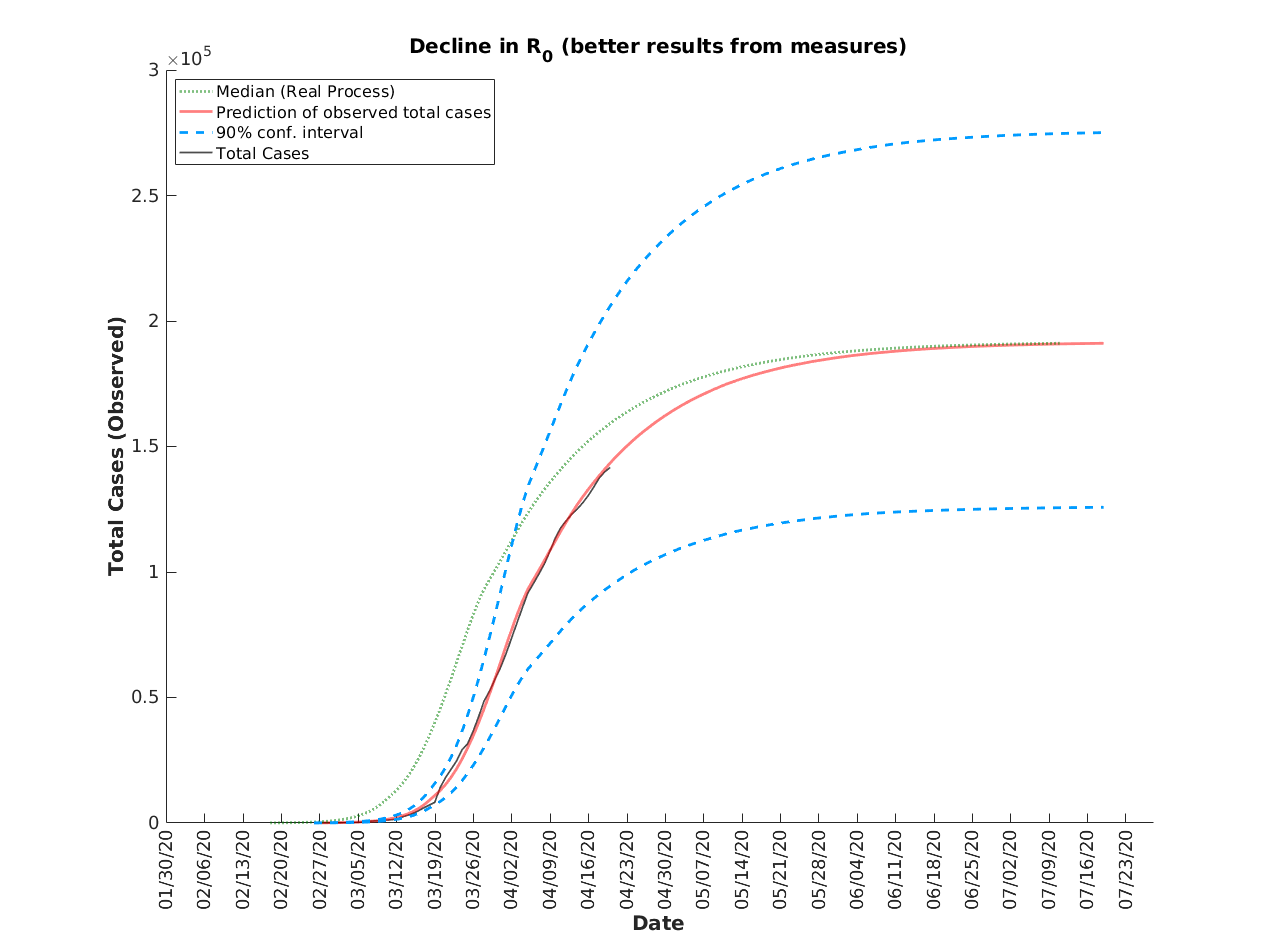 Decline in R0 (better results from measures)
×10^5
Median (Real Process)
Prediction of observed total cases
90% conf. interval
Total Cases
3
2.5
2
1.5
1
0.5
0
Total Cases (Observed)
01/30/20 02/06/20 02/13/20 02/20/20 02/27/20 03/05/20 03/12/20 03/19/20 03/26/20 04/02/20 04/09/20 04/16/20 04/23/20 04/30/20 05/07/20 05/14/20 05/21/20 05/28/20 06/04/20 06/11/20 06/18/20 06/25/20 07/02/20 07/09/20 07/16/20 07/23/20
Date